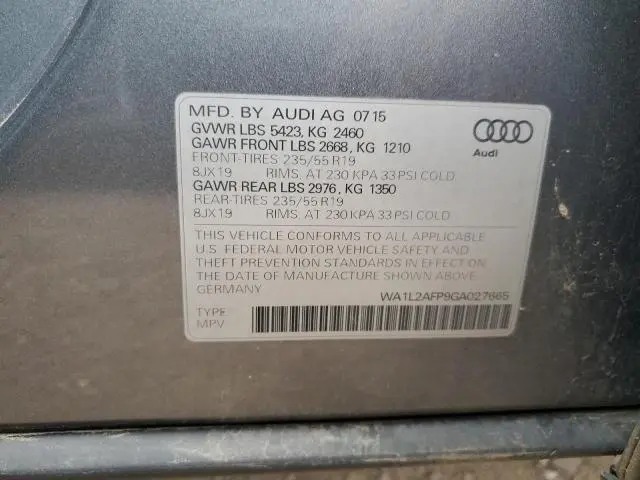 MFD. BY AUDI AG 07 15
GVWR LBS 5423, KG 2460
GAWR FRONT LBS 2668, KG 1210
FRONT-TIRES 235/55 R19
8JX19 RIMS. AT 230 KPA 33 PSI COLD
GAWR REAR LBS 2976, KG 1350
REAR-TIRES 235/55 R19
8JX19 RIMS. AT 230 KPA 33 PSI COLD
Audi
THIS VEHICLE CONFORMS TO ALL APPLICABLE
U.S. FEDERAL MOTOR VEHICLE SAFETY AND
THEFT PREVENTION STANDARDS IN EFFECT ON
THE DATE OF MANUFACTURE SHOWN ABOVE.
GERMANY
WA1L2AFP9GA027665
TYPE:
MPV